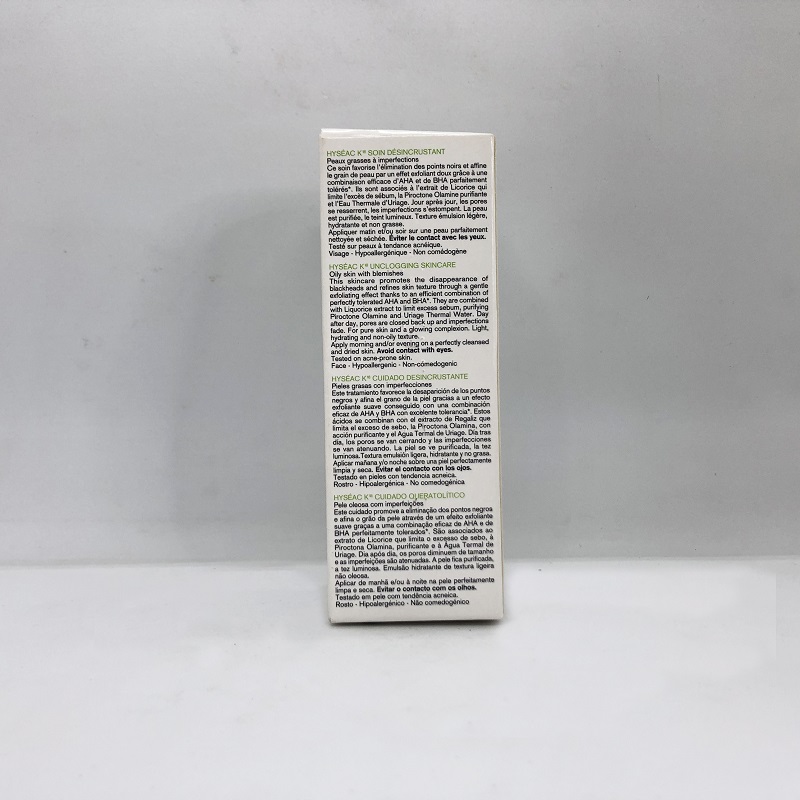 HYSÉAC K® SOIN DÉSINCRUSTANT
Peaux grasses à imperfections
Ce soin favorise l'élimination des points noirs et affine
le grain de peau par un effet exfoliant doux grâce à une
combinaison efficace d'AHA et de BHA parfaitement
tolérés*. Ils sont associés à l'extrait de Licorice qui
limite l'excès de sébum, la Piroctone Olamine purifiante
et l'Eau Thermale d'Uriage. Jour après jour, les pores
se resserrent, les imperfections s'estompent. La peau
est purifiée, le teint lumineux. Texture émulsion légère,
hydratante et non grasse.
Appliquer matin et/ou soir sur une peau parfaitement
nettoyée et séchée. Éviter le contact avec les yeux.
Testé sur peaux à tendance acnéique.
Visage - Hypoallergénique - Non comédogène
HYSÉAC K® UNCLOGGING SKINCARE
Oily skin with blemishes
This skincare promotes the disappearance of
blackheads and refines skin texture through a gentle
exfoliating effect thanks to an efficient combination of
perfectly tolerated AHA and BHA*. They are combined
with Liquorice extract to limit excess sebum, purifying
Piroctone Olamine and Uriage Thermal Water. Day
after day, pores are closed back up and imperfections
fade. For pure skin and a glowing complexion. Light,
hydrating and non-oily texture.
Apply morning and/or evening on a perfectly cleansed
and dried skin. Avoid contact with eyes.
Tested on acne-prone skin.
Face - Hypoallergenic - Non-comedogenic
HYSÉAC K® CUIDADO DESINCRUSTANTE
Pieles grasas con imperfecciones
Este tratamiento favorece la desaparición de los puntos
negros y afina el grano de la piel gracias a un efecto
exfoliante suave conseguido con una combinación
eficaz de AHA y BHA con excelente tolerancia*. Estos
ácidos se combinan con el extracto de Regaliz que
limita el exceso de sebo, la Piroctona Olamina, con
acción purificante y el Agua Termal de Uriage. Día tras
día, los poros se van cerrando y las imperfecciones
se van atenuando. La piel se ve purificada, la tez
luminosa.Textura emulsión ligera, hidratante y no grasa.
Aplicar mañana y/o noche sobre una piel perfectamente
limpia y seca. Evitar el contacto con los ojos.
Testado en pieles con tendencia acneica.
Rostro - Hipoalergénica - No comedogénica
HYSÉAC K® CUIDADO QUERATOLÍTICO
Pele oleosa com imperfeições
Este cuidado promove a eliminação dos pontos negros
e afina o grão da pele através de um efeito exfoliante
suave graças a uma combinação eficaz de AHA e de
BHA perfeitamente tolerados*. São associados ao
extrato de Licorice que limita o excesso de sebo, à
Piroctona Olamina, purificante e à Água Termal de
Uriage. Dia após dia, os poros diminuem de tamanho
e as imperfeições são atenuadas. A pele fica purificada,
a tez luminosa. Emulsão hidratante de textura ligeira
não oleosa.
Aplicar de manhã e/ou à noite na pele perfeitamente
limpa e seca. Evitar o contacto com os olhos.
Testado em pele com tendência acneica.
Rosto - Hipoalergénico - Não comedogénico